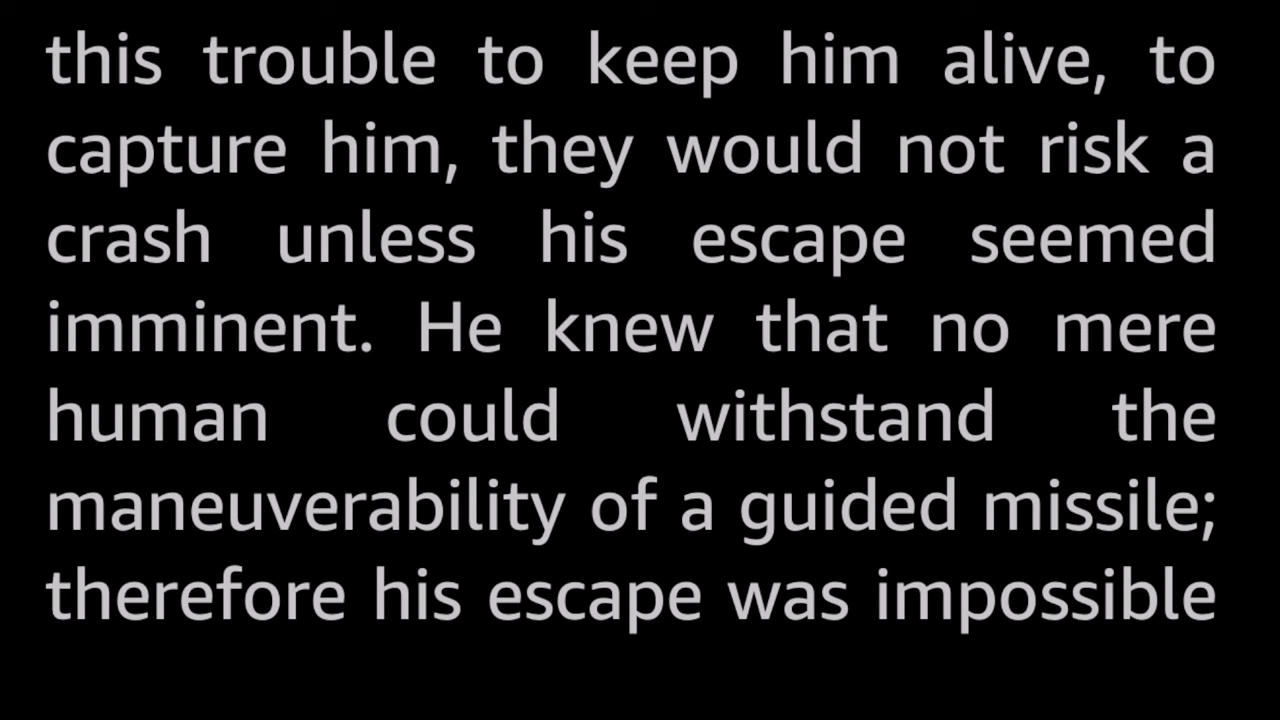 this trouble to keep him alive, to
capture him, they would not risk a
crash unless his escape seemed
imminent. He knew that no mere
human could withstand the
maneuverability of a guided missile;
therefore his escape was impossible